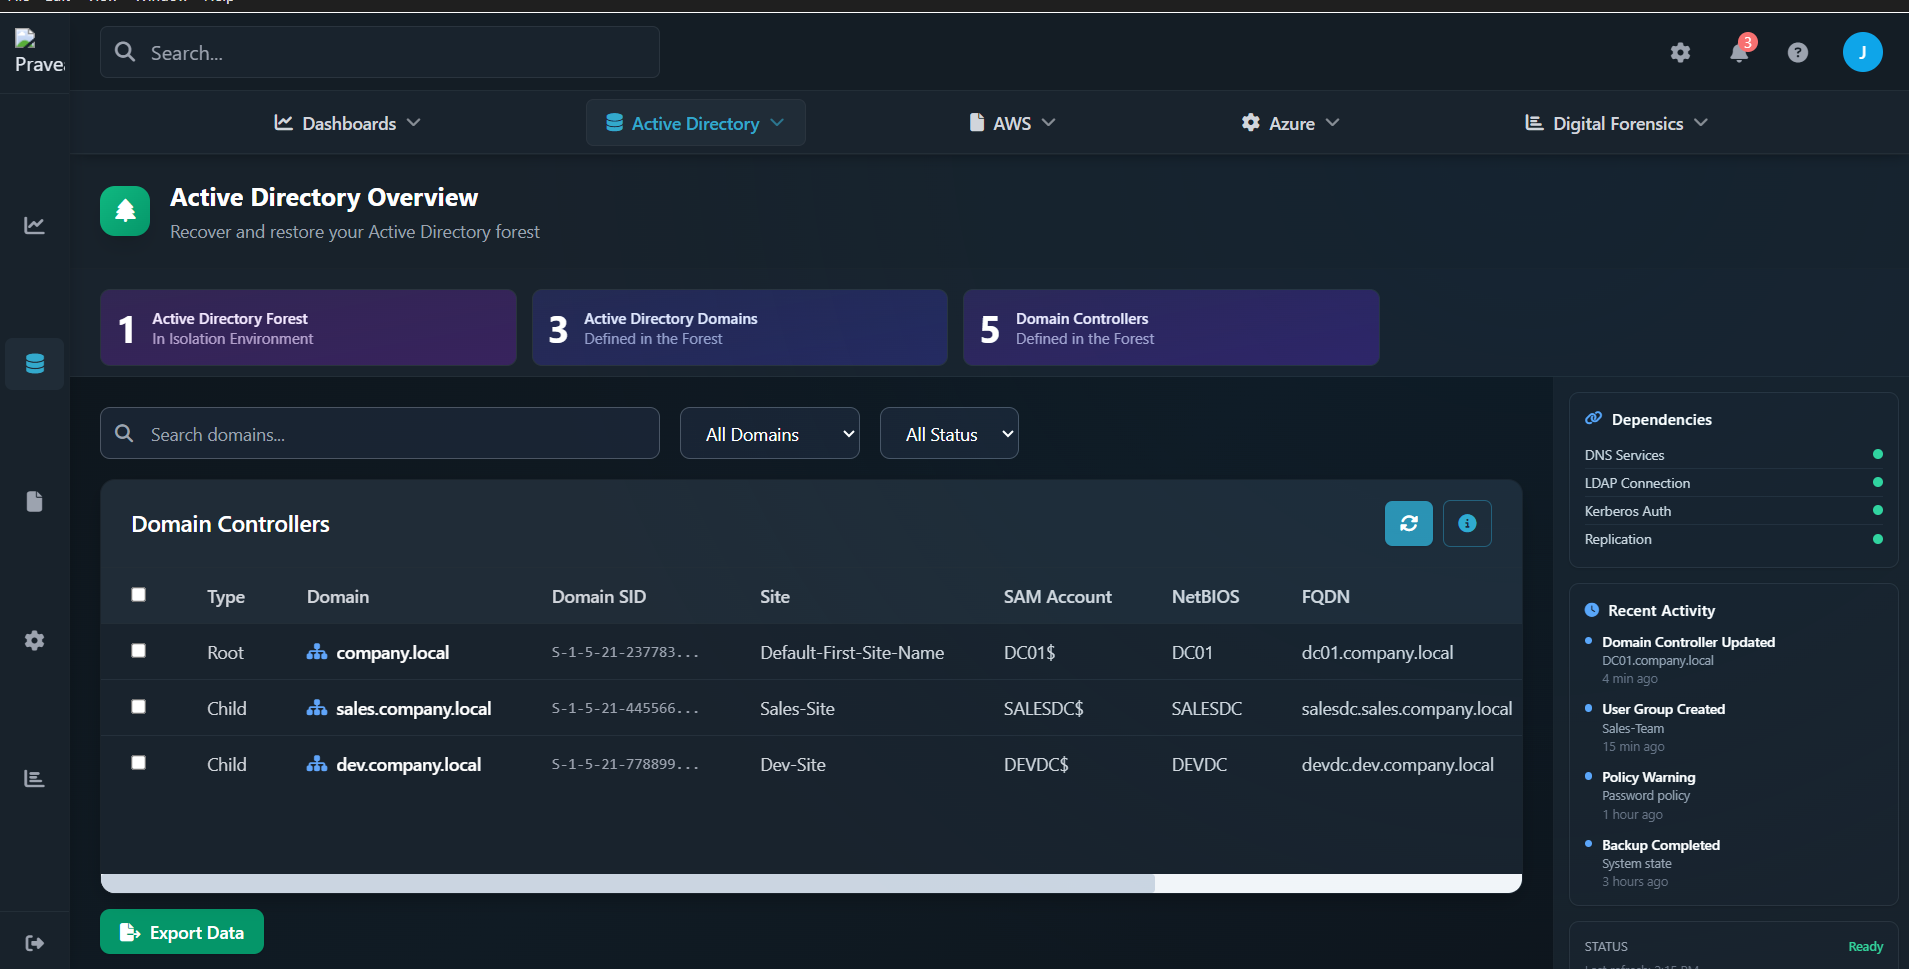 Search...
3
J
Dashboards
Active Directory
AWS
Azure
Digital Forensics
Active Directory Overview
Recover and restore your Active Directory forest
1
Active Directory Forest
In Isolation Environment
3
Active Directory Domains
Defined in the Forest
5
Domain Controllers
Defined in the Forest
Search domains...
All Domains
All Status
Domain Controllers
Type Domain Domain SID Site SAM Account NetBIOS FQDN
Root company.local S-1-5-21-237783... Default-First-Site-Name DC01$ DC01 dc01.company.local
Child sales.company.local S-1-5-21-445566... Sales-Site SALESDC$ SALESDC salesdc.sales.company.local
Child dev.company.local S-1-5-21-778899... Dev-Site DEVDC$ DEVDC devdc.dev.company.local
Export Data
Dependencies
DNS Services
LDAP Connection
Kerberos Auth
Replication
Recent Activity
Domain Controller Updated
DC01.company.local
4 min ago
User Group Created
Sales-Team
15 min ago
Policy Warning
Password policy
1 hour ago
Backup Completed
System state
3 hours ago
STATUS Ready